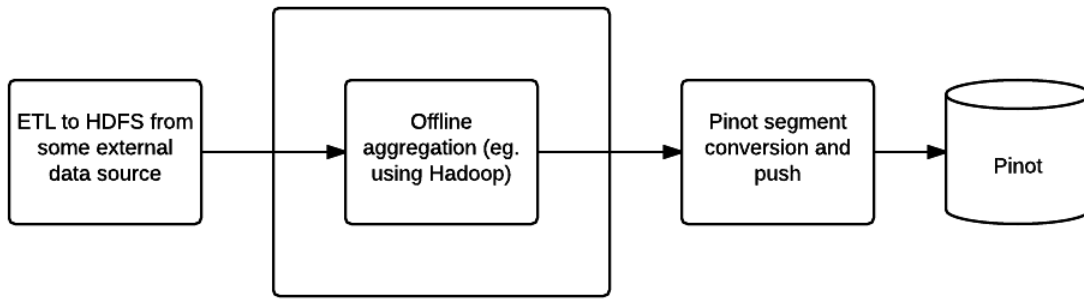 ETL to HDFS from
some external
data source
Offline
aggregation (eg.
using Hadoop)
Pinot segment
conversion and
push
Pinot